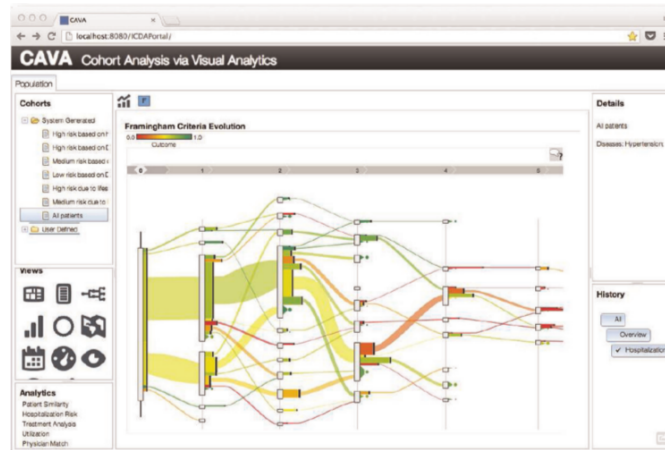 CAVA
localhost:8080/ICDAPortal/
CAVA Cohort Analysis via Visual Analytics
Population
Cohorts
System Generated
High risk based on
High risk based on
Medium risk based
Low risk based on
High risk due to
Medium risk due to
All patients
User Defined
Views
Analytics
Patient Similarity
Hospitalization Risk
Treatment Analysis
Utilization
Physician Match
Framingham Criteria Evolution
0.0 1.0
Outcome
0 1 2 3 4 5
Details
All patients
Diseases: Hypertension,
History
All
Overview
Hospitalization